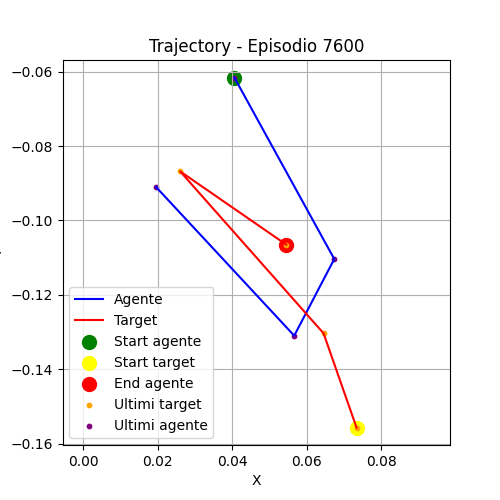 Trajectory - Episodio 7600
−0.06
−0.08
−0.10
−0.12
−0.14
−0.16
Agente
Target
Start agente
Start target
End agente
Ultimi target
Ultimi agente
0.00 0.02 0.04 0.06 0.08
X